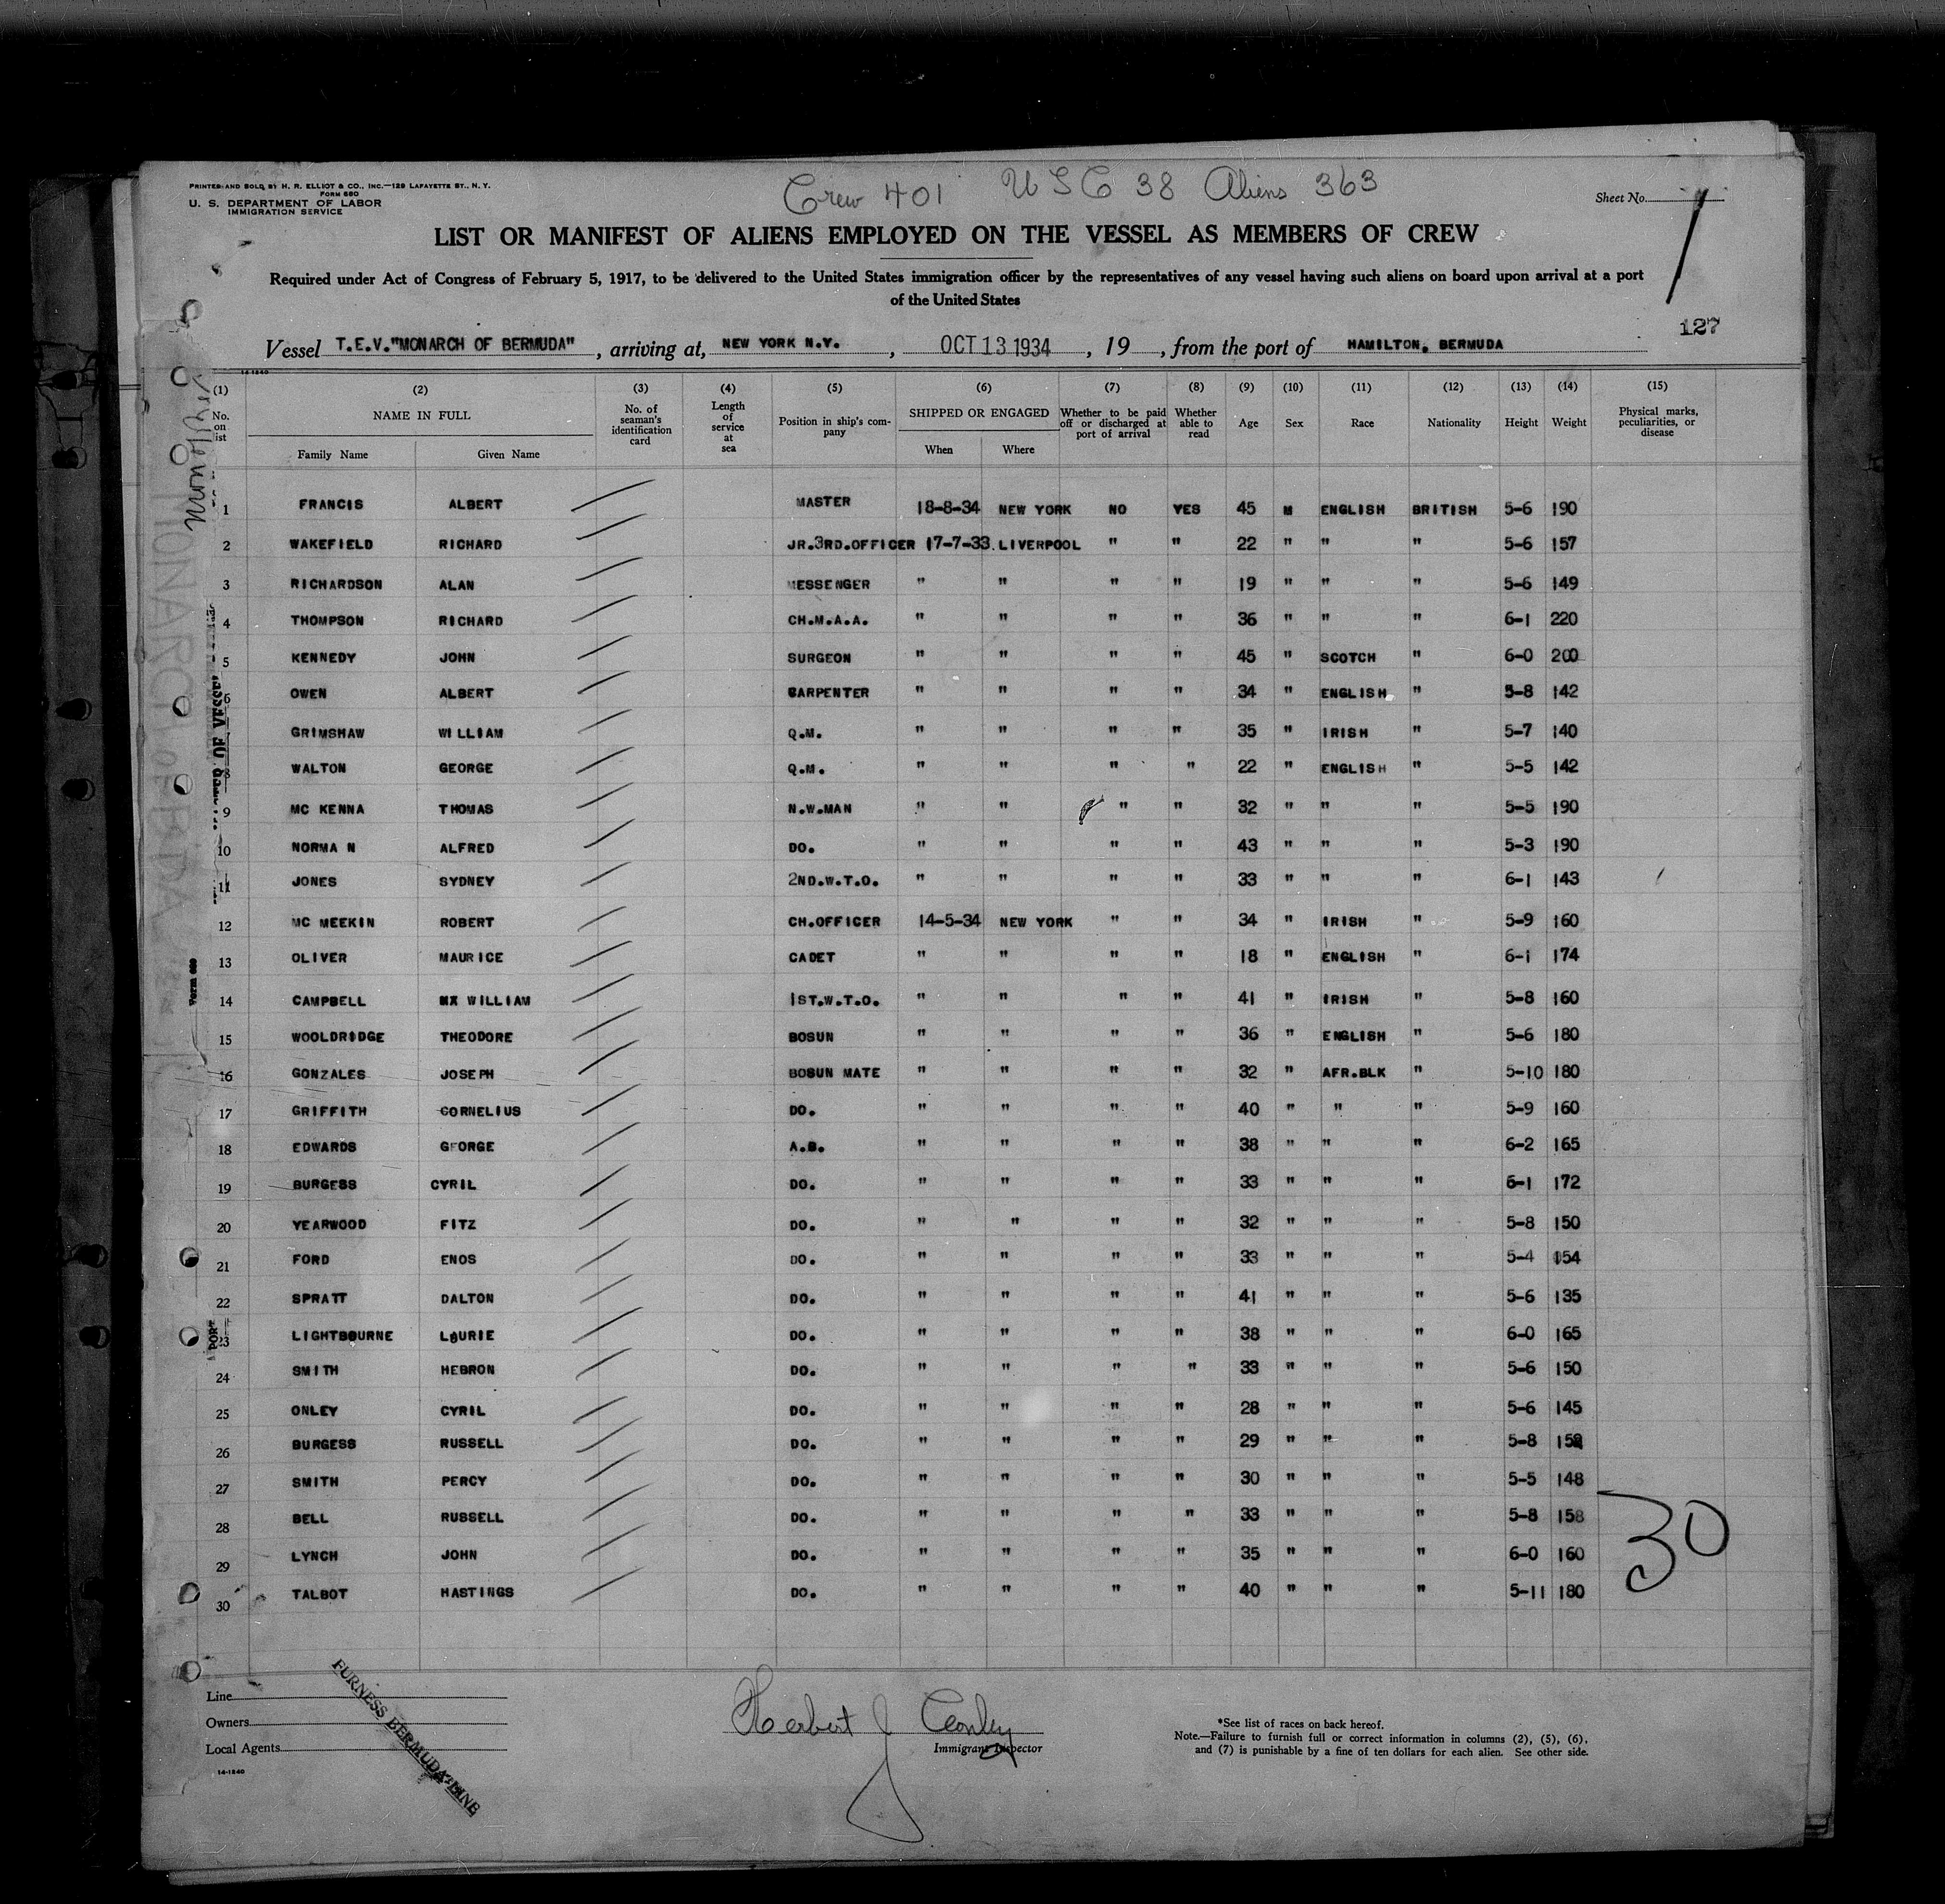 PRINTED AND SOLD BY H. R. ELLIOT & CO., INC.—129 LAFAYETTE ST., N. Y.
FORM 680
U. S. DEPARTMENT OF LABOR
IMMIGRATION SERVICE
Crew 401 USC 38 Aliens 363
Sheet No. 1
LIST OR MANIFEST OF ALIENS EMPLOYED ON THE VESSEL AS MEMBERS OF CREW
Required under Act of Congress of February 5, 1917, to be delivered to the United States immigration officer by the representatives of any vessel having such aliens on board upon arrival at a port
of the United States
127
Vessel T.E.V."MONARCH OF BERMUDA", arriving at, NEW YORK N.Y., OCT 13 1934, 19 , from the port of HAMILTON, BERMUDA
14-1240
(1) (2) (3) (4) (5) (6) (7) (8) (9) (10) (11) (12) (13) (14) (15)
No. on list NAME IN FULL No. of seaman's identification card Length of service at sea Position in ship's company SHIPPED OR ENGAGED Whether to be paid off or discharged at port of arrival Whether able to read Age Sex Race Nationality Height Weight Physical marks, peculiarities, or disease
Family Name Given Name When Where
1 FRANCIS ALBERT MASTER 18-8-34 NEW YORK NO YES 45 M ENGLISH BRITISH 5-6 190
2 WAKEFIELD RICHARD JR.3RD.OFFICER 17-7-33. LIVERPOOL " " 22 " " " 5-6 157
3 RICHARDSON ALAN MESSENGER " " " " 19 " " " 5-6 149
4 THOMPSON RICHARD CH.M.A.A. " " " " 36 " " " 6-1 220
5 KENNEDY JOHN SURGEON " " " " 45 " SCOTCH " 6-0 200
6 OWEN ALBERT CARPENTER " " " " 34 " ENGLISH " 5-8 142
GRIMSHAW WILLIAM Q.M. " " " " 35 " IRISH " 5-7 140
8 WALTON GEORGE Q.M. " " " " 22 " ENGLISH " 5-5 142
9 MC KENNA THOMAS N.W.MAN " " " " 32 " " " 5-5 190
10 NORMA N ALFRED DO. " " " " 43 " " " 5-3 190
11 JONES SYDNEY 2ND.W.T.O. " " " " 33 " " " 6-1 143
12 MC MEEKIN ROBERT CH.OFFICER 14-5-34 NEW YORK " " 34 " IRISH " 5-9 160
13 OLIVER MAURICE CADET " " " " 18 " ENGLISH " 6-1 174
14 CAMPBELL WILLIAM 1ST.W.T.O. " " " " 41 " IRISH " 5-8 160
15 WOOLDRIDGE THEODORE BOSUN " " " " 36 " ENGLISH " 5-6 180
16 GONZALES JOSEPH BOSUN MATE " " " " 32 " AFR.BLK " 5-10 180
17 GRIFFITH CORNELIUS DO. " " " " 40 " " " 5-9 160
18 EDWARDS GEORGE A.B. " " " " 38 " " " 6-2 165
19 BURGESS CYRIL DO. " " " " 33 " " " 6-1 172
20 YEARWOOD FITZ DO. " " " " 32 " " " 5-8 150
21 FORD ENOS DO. " " " " 33 " " " 5-4 154
22 SPRATT DALTON DO. " " " " 41 " " " 5-6 135
23 LIGHTBOURNE LAURIE DO. " " " " 38 " " " 6-0 165
24 SMITH HEBRON DO. " " " " 33 " " " 5-6 150
25 ONLEY CYRIL DO. " " " " 28 " " " 5-6 145
26 BURGESS RUSSELL DO. " " " " 29 " " " 5-8
27 SMITH PERCY DO. " " " " 30 " " " 5-5 148
28 BELL RUSSELL DO. " " " " 33 " " " 5-8 158
29 LYNCH JOHN DO. " " " " 35 " " " 6-0 160
30 TALBOT HASTINGS DO. " " " " 40 " " " 5-11 180
30
Line
Owners
Local Agents
14-1240
FURNESS BERMUDA LINE
Herbert J Conley
Immigrant Inspector
*See list of races on back hereof.
Note.—Failure to furnish full or correct information in columns (2), (5), (6),
and (7) is punishable by a fine of ten dollars for each alien. See other side.
MONARCH OF BERMUDA
Form 680
OF VESSEL
PORT